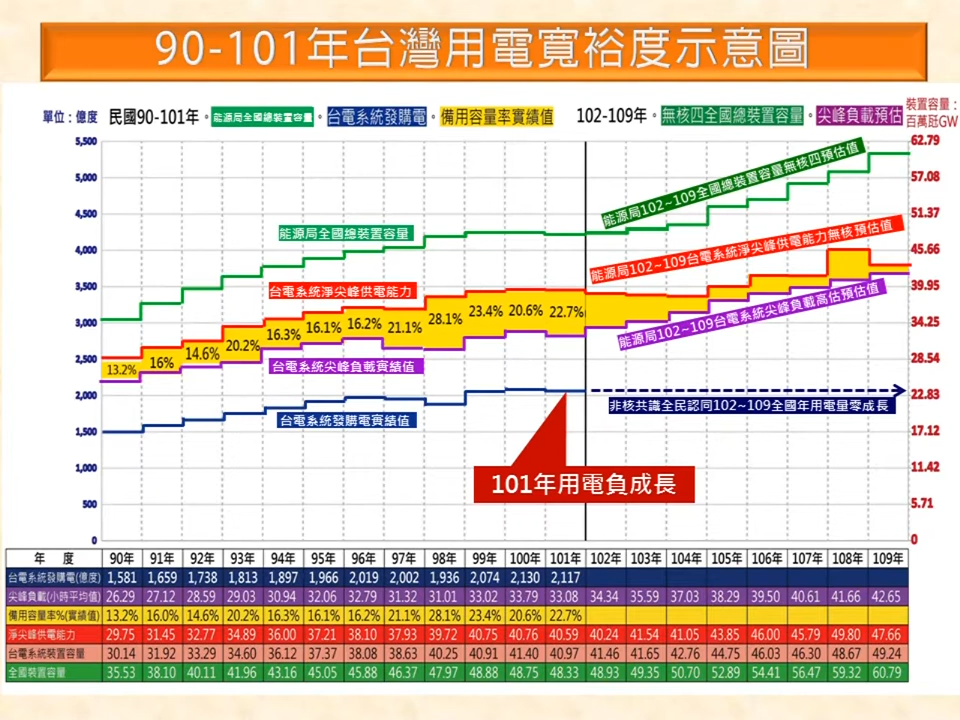 90-101年台灣用電寬裕度示意圖
單位：億度 民國90-101年。能源局全國總裝置容量。台電系統發購電。備用容量率實績值 102-109年。無核四全國總裝置容量。尖峰負載預估 裝置容量：
百萬瓩GW
5,500 62.79
5,000 57.08
4,500 51.37
4,000 45.66
3,500 39.95
3,000 34.25
2,500 28.54
2,000 22.83
1,500 17.12
1,000 11.42
500 5.71
0 0
能源局102~109全國總裝置容量無核四預估值
能源局全國總裝置容量
能源局102~109台電系統淨尖峰供電能力無核預估值
台電系統淨尖峰供電能力
能源局102~109台電系統尖峰負載高估預估值
13.2% 16% 14.6% 20.2% 16.3% 16.1% 16.2% 21.1% 28.1% 23.4% 20.6% 22.7%
台電系統尖峰負載實績值
非核共識全民認同102~109全國年用電量零成長
台電系統發購電實績值
101年用電負成長
年 度 90年 91年 92年 93年 94年 95年 96年 97年 98年 99年 100年 101年 102年 103年 104年 105年 106年 107年 108年 109年
台電系統發購電(億度) 1,581 1,659 1,738 1,813 1,897 1,966 2,019 2,002 1,936 2,074 2,130 2,117
尖峰負載(小時平均值) 26.29 27.12 28.59 29.03 30.94 32.06 32.79 31.32 31.01 33.02 33.79 33.08 34.34 35.59 37.03 38.29 39.50 40.61 41.66 42.65
備用容量率%(實績值) 13.2% 16.0% 14.6% 20.2% 16.3% 16.1% 16.2% 21.1% 28.1% 23.4% 20.6% 22.7%
淨尖峰供電能力 29.75 31.45 32.77 34.89 36.00 37.21 38.10 37.93 39.72 40.75 40.76 40.59 40.24 41.54 41.05 43.85 46.00 45.79 49.80 47.66
台電系統裝置容量 30.14 31.92 33.29 34.60 36.12 37.37 38.08 38.63 40.25 40.91 41.40 40.97 41.46 41.65 42.76 44.75 46.03 46.30 48.67 49.24
全國裝置容量 35.53 38.10 40.11 41.96 43.16 45.05 45.88 46.37 47.97 48.88 48.75 48.33 48.93 49.35 50.70 52.89 54.41 56.47 59.32 60.79